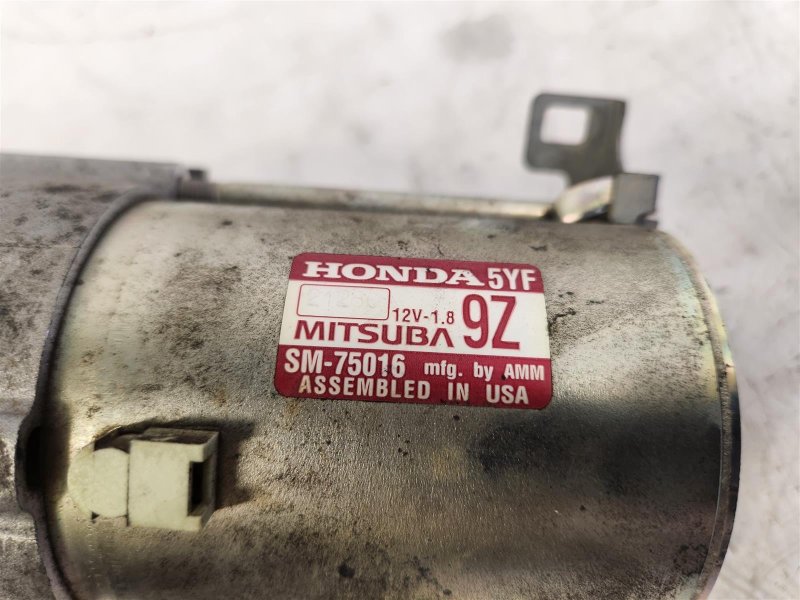 HONDA 5YF
12V-1.8 9Z
MITSUBA
SM-75016 mfg. by AMM
ASSEMBLED IN USA